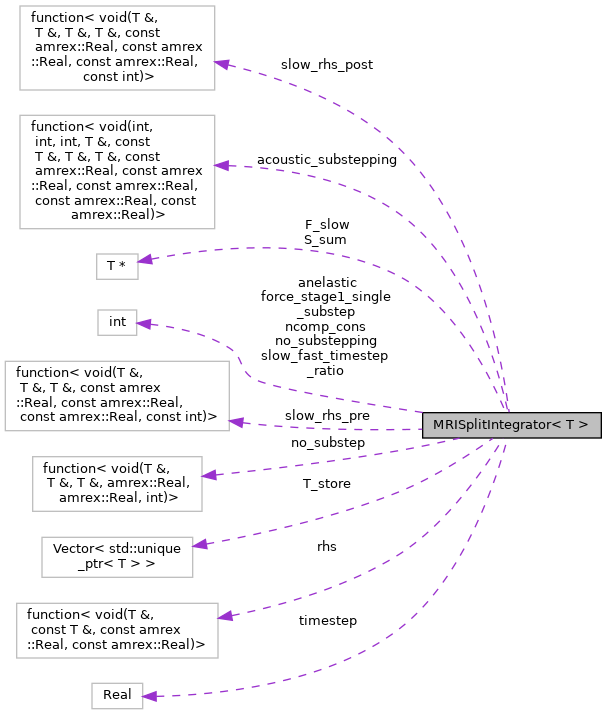 function< void(T &,
T &, T &, T &, const
amrex::Real, const amrex
::Real, const amrex::Real,
const int)>
slow_rhs_post
function< void(int,
int, int, T &, const
T &, T &, T &, const
amrex::Real, const amrex
::Real, const amrex::Real,
const amrex::Real, const
amrex::Real)>
acoustic_substepping
F_slow
S_sum
T *
anelastic
force_stage1_single
_substep
ncomp_cons
no_substepping
slow_fast_timestep
_ratio
int
function< void(T &,
T &, T &, const amrex
::Real, const amrex::Real,
const amrex::Real, const int)>
slow_rhs_pre
MRISplitIntegrator< T >
no_substep
function< void(T &,
T &, T &, amrex::Real,
amrex::Real, int)>
T_store
Vector< std::unique
_ptr< T > >
rhs
function< void(T &,
const T &, const amrex
::Real, const amrex::Real)>
timestep
Real